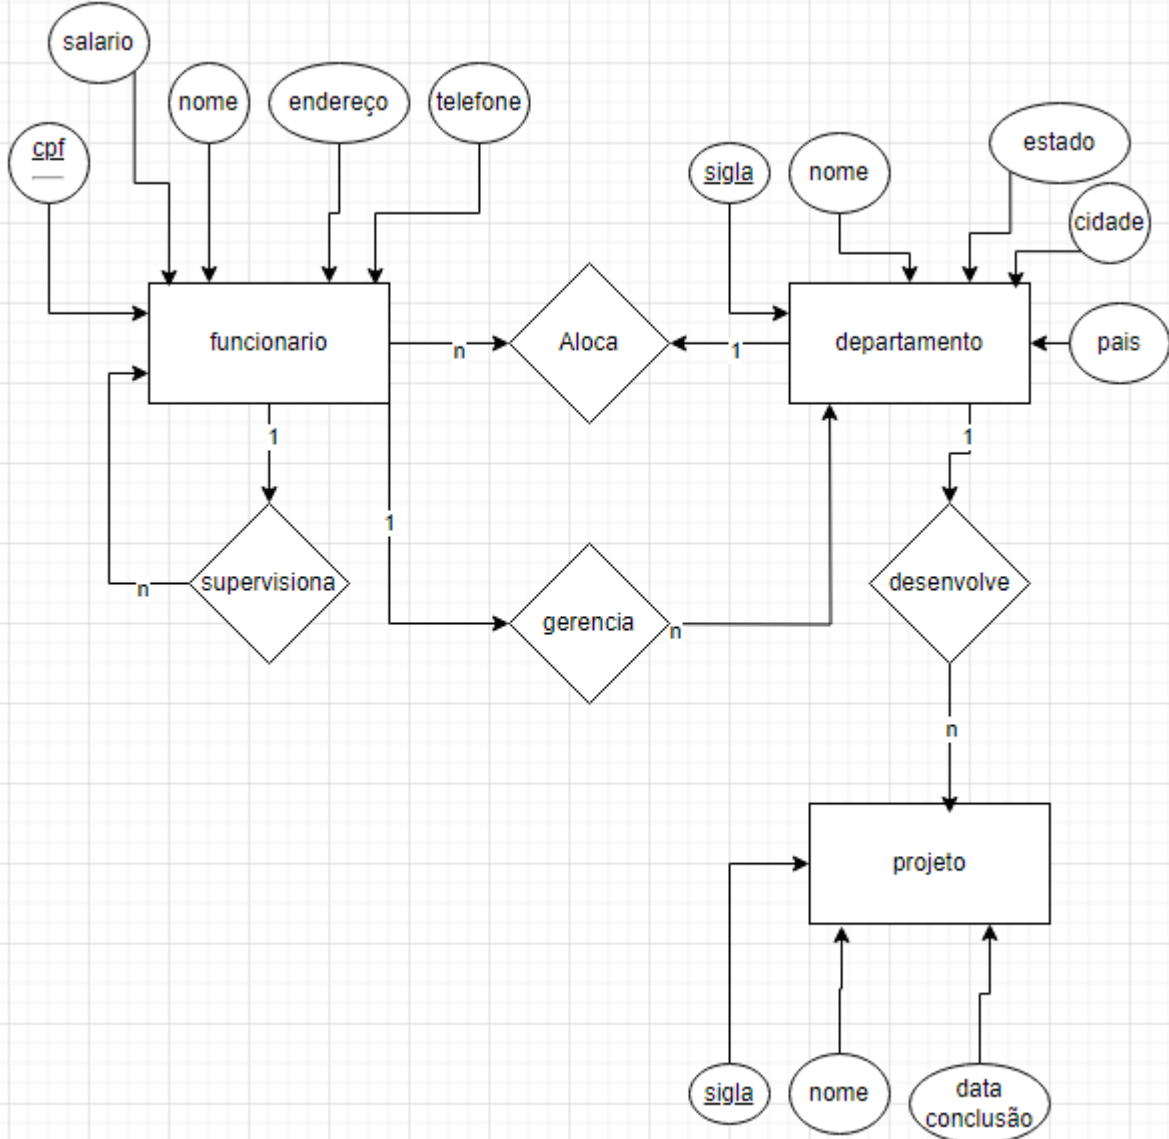 salario
nome
endereço
telefone
cpf
sigla
nome
estado
cidade
funcionario
n
Aloca
1
departamento
pais
1
1
1
n
supervisiona
gerencia
n
desenvolve
n
projeto
sigla
nome
data
conclusão